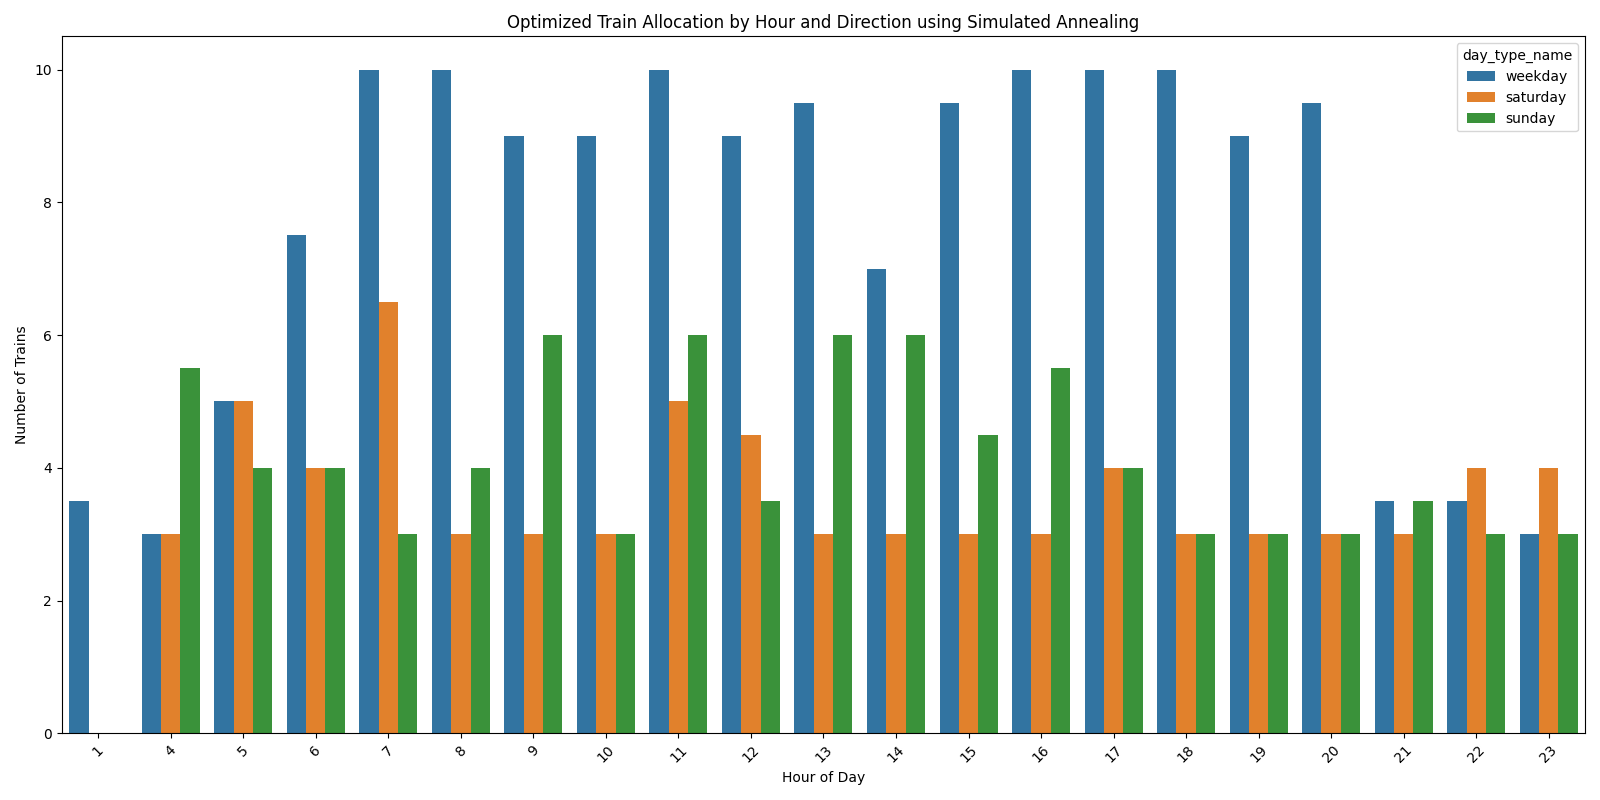 Optimized Train Allocation by Hour and Direction using Simulated Annealing
day_type_name
weekday
saturday
sunday
Number of Trains
10
8
6
4
2
0
1 4 5 6 7 8 9 10 11 12 13 14 15 16 17 18 19 20 21 22 23
Hour of Day